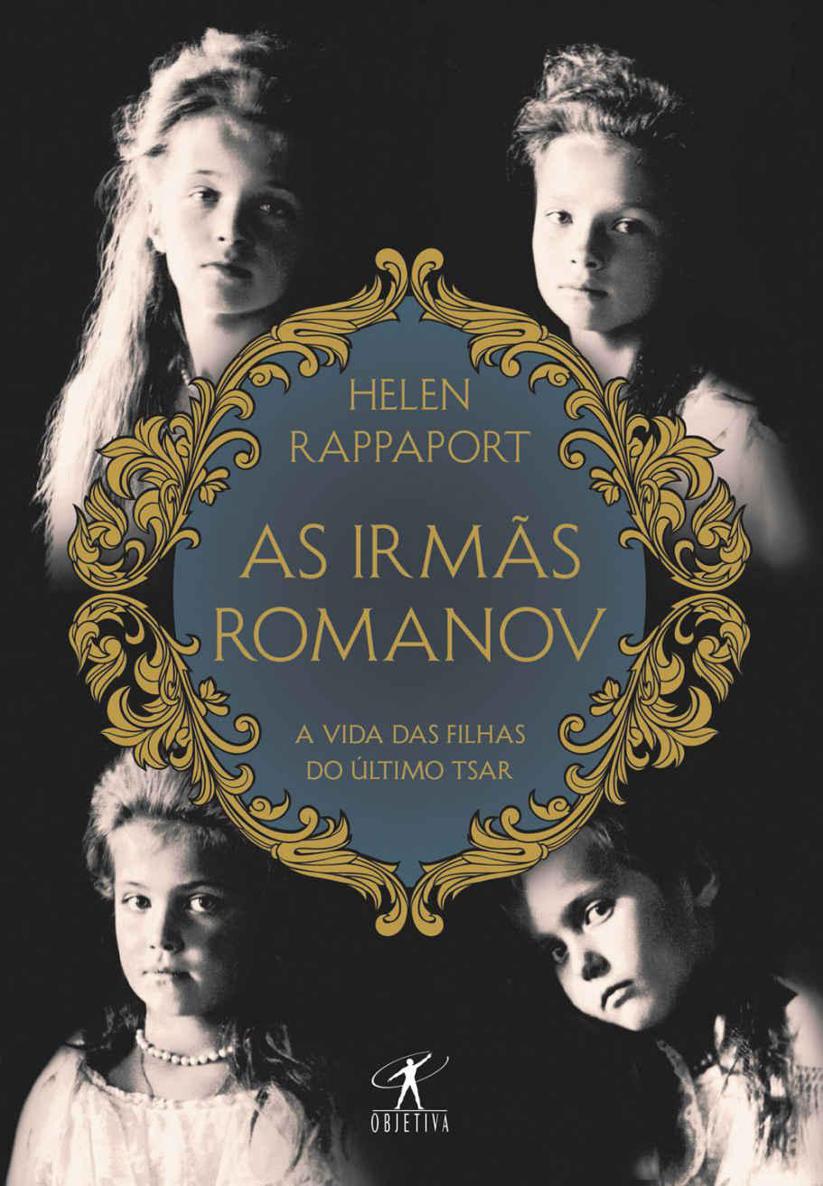 HELEN
RAPPAPORT
AS IRMÃS
ROMANOV
A VIDA DAS FILHAS
DO ÚLTIMO TSAR
OBJETIVA